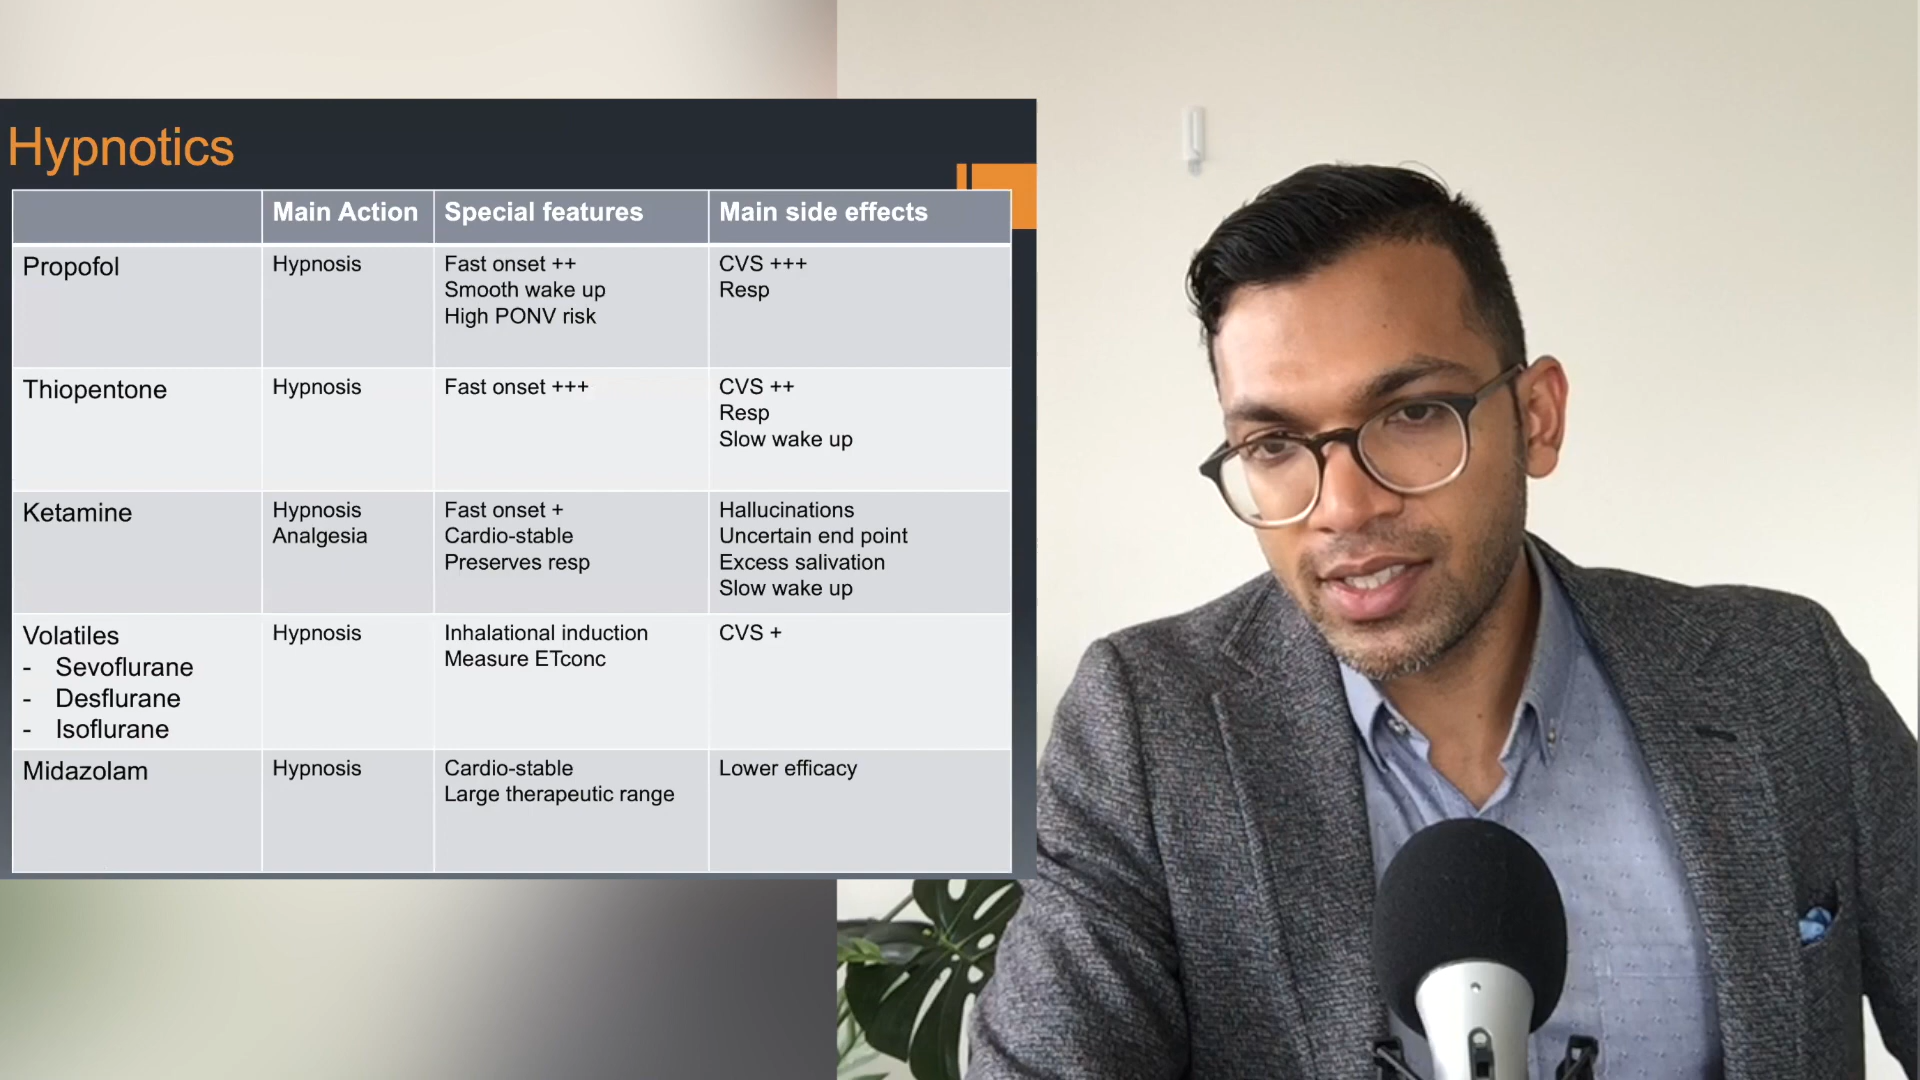 Hypnotics
Main Action
Special features
Main side effects
Propofol
Hypnosis
Fast onset ++
Smooth wake up
High PONV risk
CVS +++
Resp
Thiopentone
Hypnosis
Fast onset +++
CVS ++
Resp
Slow wake up
Ketamine
Hypnosis
Analgesia
Fast onset +
Cardio-stable
Preserves resp
Hallucinations
Uncertain end point
Excess salivation
Slow wake up
Volatiles
- Sevoflurane
- Desflurane
- Isoflurane
Hypnosis
Inhalational induction
Measure ETconc
CVS +
Midazolam
Hypnosis
Cardio-stable
Large therapeutic range
Lower efficacy